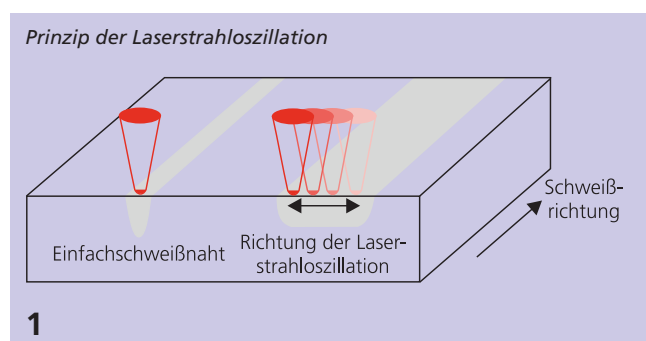 Prinzip der Laserstrahloszillation
Einfachschweißnaht
Richtung der Laser-
strahloszillation
Schweiß-
richtung
1